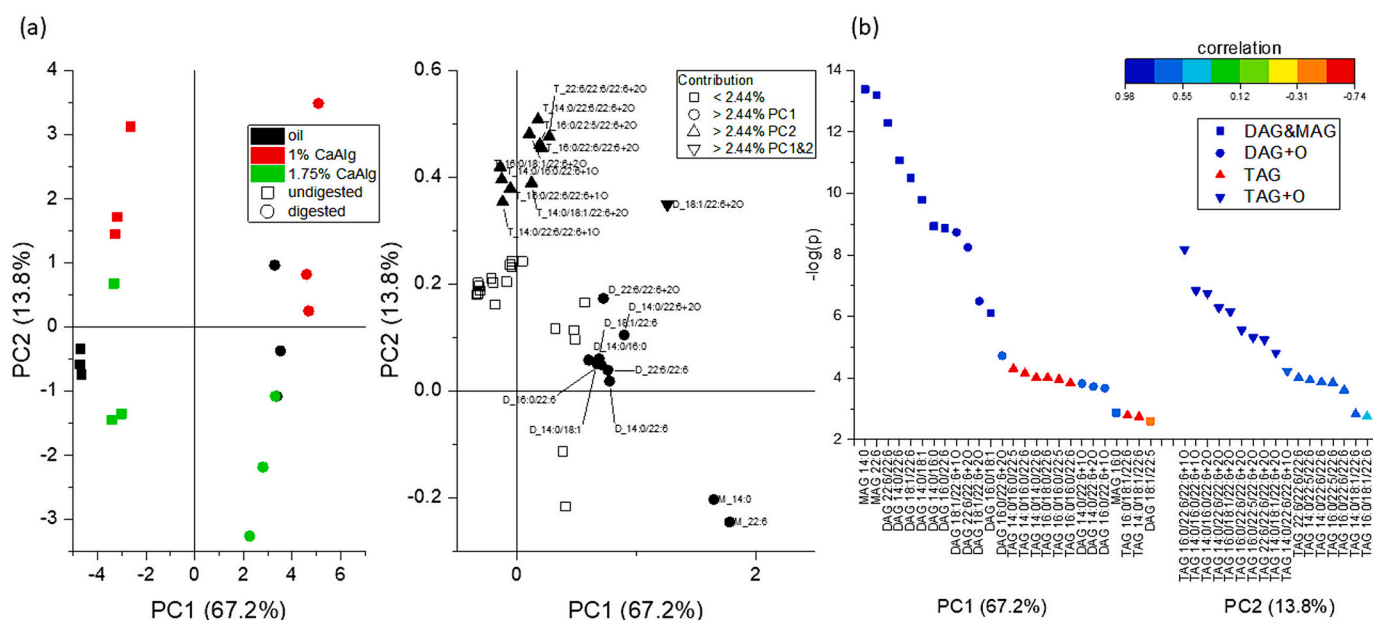 (a)
(b)
4
3
2
1
0
-1
-2
-3
-4 -2 0 2 4 6
PC2 (13.8%)
PC1 (67.2%)
oil
1% CaAlg
1.75% CaAlg
undigested
digested
0.6
0.4
0.2
0.0
-0.2
0 2
PC2 (13.8%)
PC1 (67.2%)
Contribution
< 2.44%
> 2.44% PC1
> 2.44% PC2
> 2.44% PC1&2
T_22:6/22:6/22:6+2O
T_14:0/22:6/22:6+2O
T_16:0/22:5/22:6+2O
T_16:0/22:6/22:6+2O
T_16:0/18:1/22:6+2O
T_14:0/16:0/22:6+1O
T_16:0/22:6/22:6+1O
T_14:0/18:1/22:6+2O
T_14:0/22:6/22:6+1O
D_18:1/22:6+2O
D_22:6/22:6+2O
D_14:0/22:6+2O
D_18:1/22:6
D_14:0/16:0
D_22:6/22:6
D_16:0/22:6
D_14:0/18:1
D_14:0/22:6
M_14:0
M_22:6
correlation
0.98 0.55 0.12 -0.31 -0.74
DAG&MAG
DAG+O
TAG
TAG+O
14
12
10
8
6
4
2
-log(p)
MAG 14:0
MAG 22:6
DAG 22:6/22:6
DAG 14:0/22:6
DAG 18:1/22:6
DAG 14:0/18:1
DAG 14:0/16:0
DAG 16:0/22:6
DAG 18:1/22:6+1O
DAG 22:6/22:6+2O
DAG 18:1/22:6+2O
DAG 16:0/18:1
DAG 16:0/22:6+2O
TAG 14:0/16:0/22:5
TAG 14:0/16:0/22:6
TAG 14:0/14:0/22:6
TAG 16:0/16:0/22:5
TAG 16:0/16:0/22:6
DAG 14:0/22:6+1O
DAG 14:0/22:6+2O
DAG 16:0/22:6+1O
MAG 16:0
TAG 16:0/18:1/22:6
TAG 14:0/18:1/22:6
DAG 18:1/22:5
TAG 16:0/22:6/22:6+1O
TAG 14:0/16:0/22:6+1O
TAG 16:0/22:6/22:6+2O
TAG 14:0/22:6/22:6+2O
TAG 16:0/18:1/22:6+2O
TAG 16:0/22:5/22:6+2O
TAG 22:6/22:6/22:6+2O
TAG 14:0/18:1/22:6+2O
TAG 14:0/22:6/22:6+1O
TAG 22:6/22:6/22:6
TAG 14:0/22:5/22:6
TAG 14:0/22:6/22:6
TAG 16:0/22:6/22:6
TAG 14:0/18:1/22:6
TAG 16:0/18:1/22:6
PC1 (67.2%)
PC2 (13.8%)